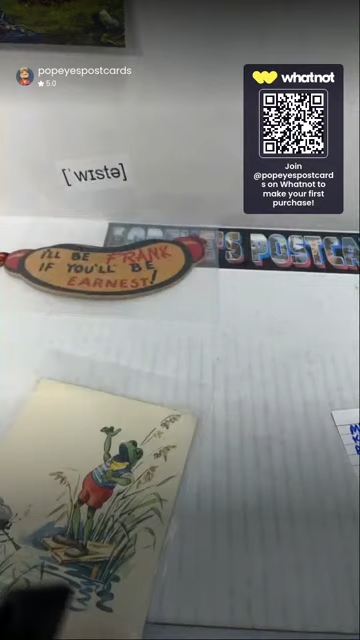 popeyespostcards
5.0
whatnot
Join
@popeyespostcard
s on Whatnot to
make your first
purchase!
['wɪstə]
I'LL BE FRANK
IF YOU'LL BE
EARNEST!
'S POSTCA